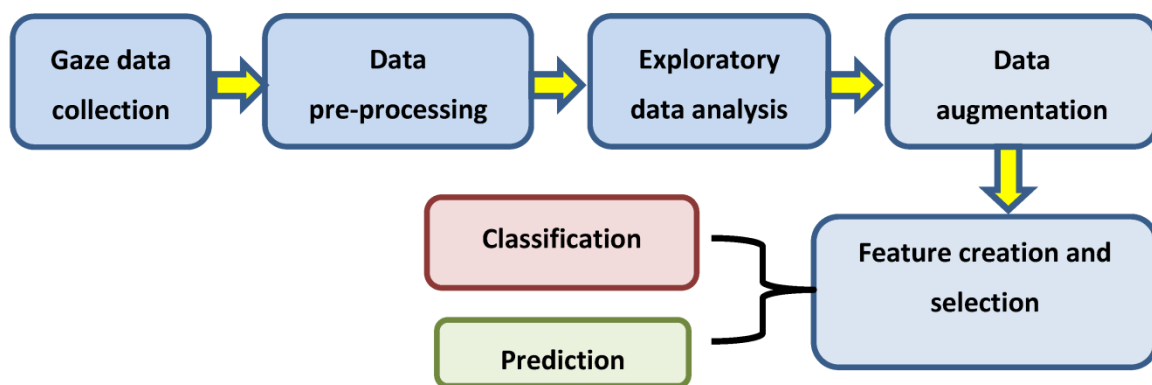 Gaze data
collection
Data
pre-processing
Exploratory
data analysis
Data
augmentation
Feature creation and
selection
Classification
Prediction